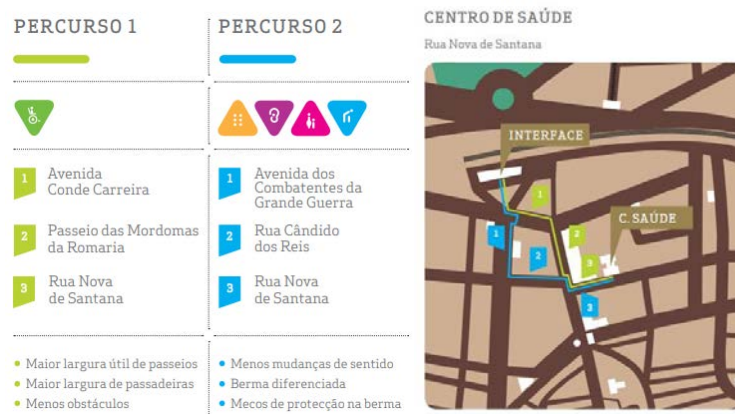 PERCURSO 1
1
Avenida
Conde Carreira
2
Passeio das Mordomas
da Romaria
3
Rua Nova
de Santana
• Maior largura útil de passeios
• Maior largura de passadeiras
• Menos obstáculos
PERCURSO 2
1
Avenida dos
Combatentes da
Grande Guerra
2
Rua Cândido
dos Reis
3
Rua Nova
de Santana
• Menos mudanças de sentido
• Berma diferenciada
• Mecos de protecção na berma
CENTRO DE SAÚDE
Rua Nova de Santana
INTERFACE
1
C. SAÚDE
2
1
2
3
3